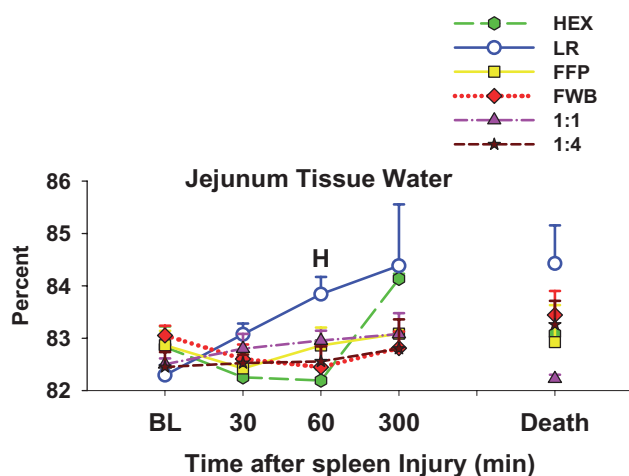 HEX
LR
FFP
FWB
1:1
1:4
Jejunum Tissue Water
86
85
84
83
82
Percent
H
BL 30 60 300 Death
Time after spleen Injury (min)